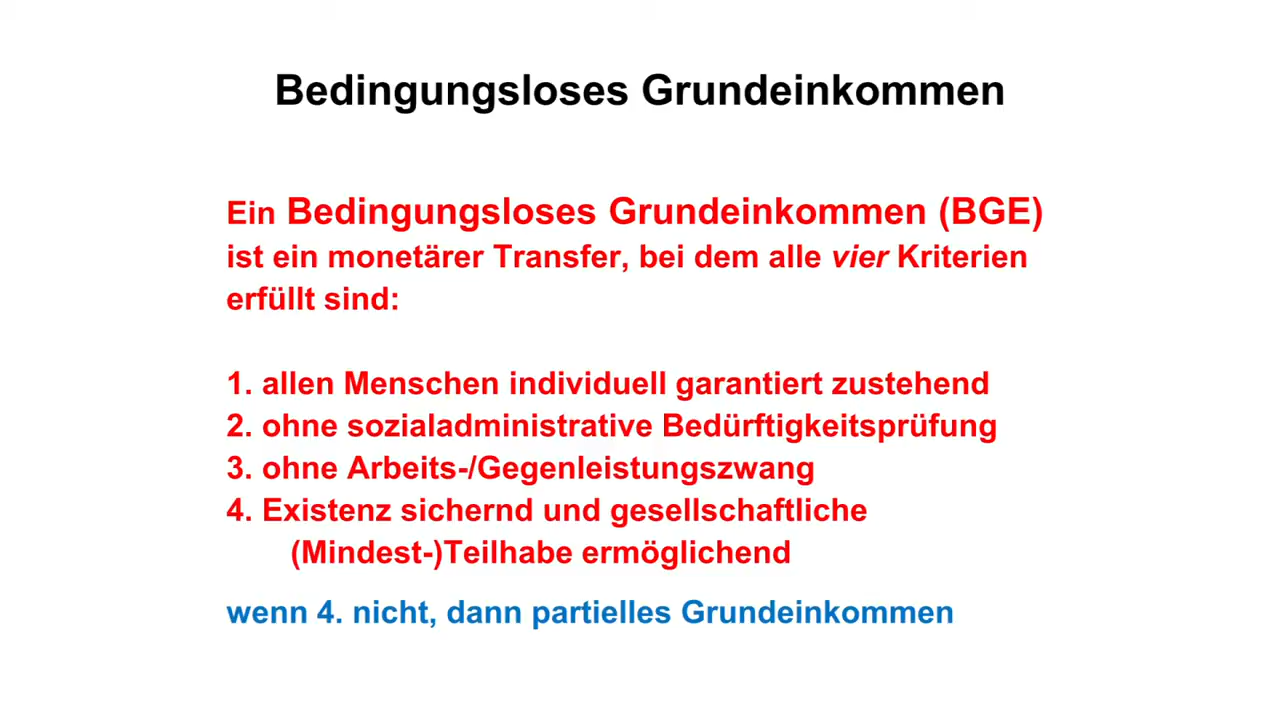 Bedingungsloses Grundeinkommen
Ein Bedingungsloses Grundeinkommen (BGE)
ist ein monetärer Transfer, bei dem alle vier Kriterien
erfüllt sind:
1. allen Menschen individuell garantiert zustehend
2. ohne sozialadministrative Bedürftigkeitsprüfung
3. ohne Arbeits-/Gegenleistungszwang
4. Existenz sichernd und gesellschaftliche
(Mindest-)Teilhabe ermöglichend
wenn 4. nicht, dann partielles Grundeinkommen